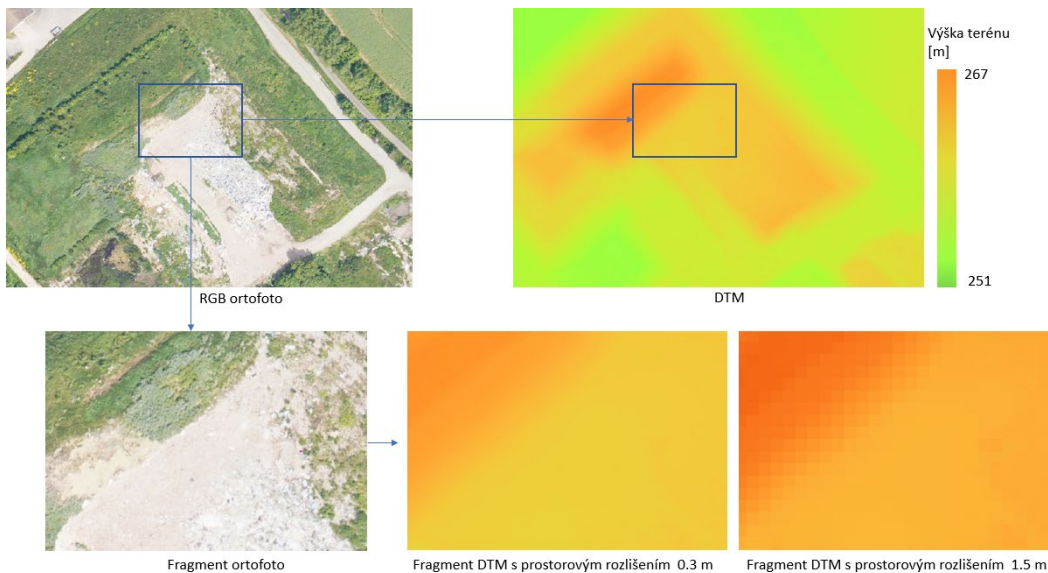 Výška terénu
[m]
267
251
RGB ortofoto
DTM
Fragment ortofoto
Fragment DTM s prostorovým rozlišením 0.3 m
Fragment DTM s prostorovým rozlišením 1.5 m